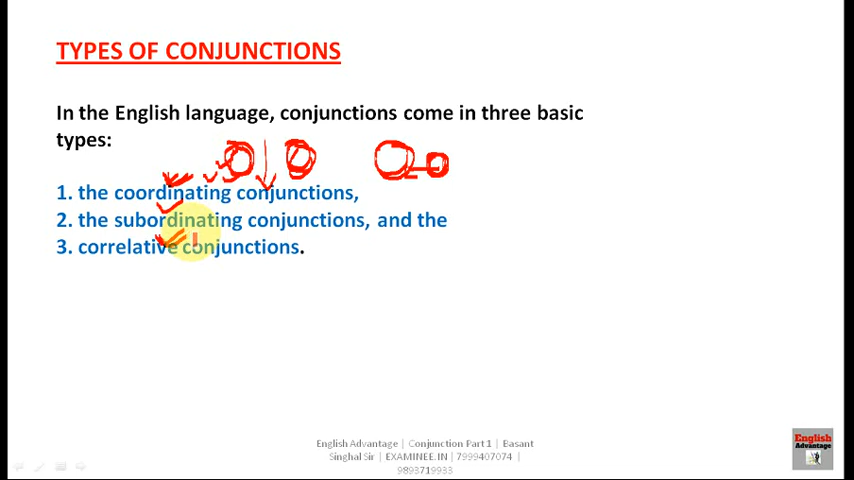 TYPES OF CONJUNCTIONS
In the English language, conjunctions come in three basic
types:
1. the coordinating conjunctions,
2. the subordinating conjunctions, and the
3. correlative conjunctions.
English Advantage | Conjunction Part 1 | Basant
Singhal Sir | EXAMINEE.IN | 7999407074 |
9893719933
English
Advantage